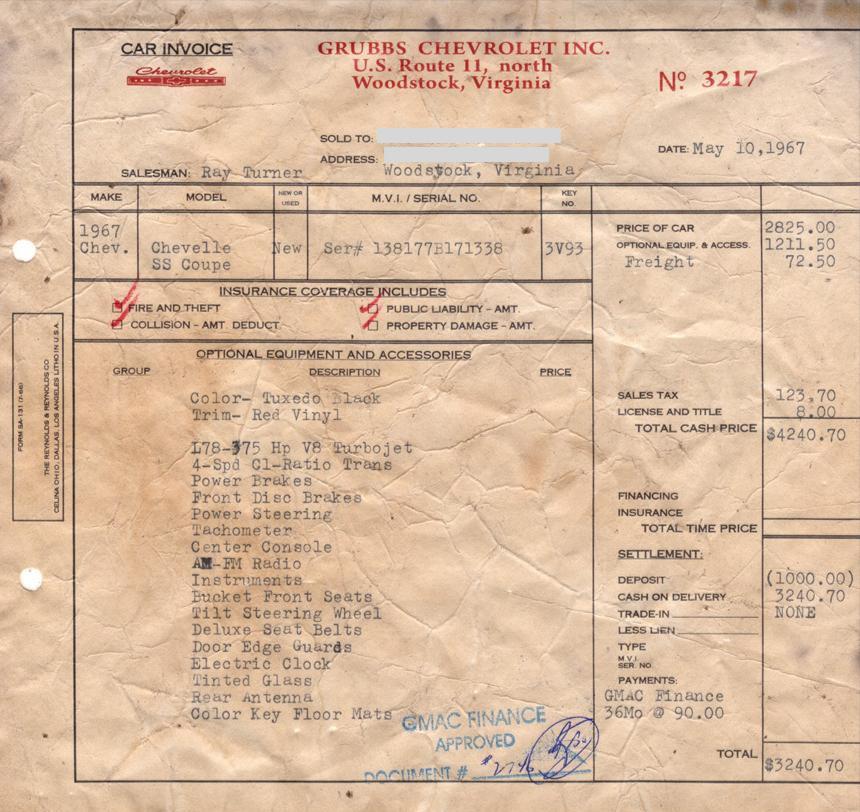 CAR INVOICE
Chevrolet
GRUBBS CHEVROLET INC.
U.S. Route 11, north
Woodstock, Virginia
Nº 3217
SOLD TO:
ADDRESS:
Woodstock, Virginia
DATE: May 10,1967
SALESMAN: Ray Turner
MAKE MODEL NEW OR USED M.V.I. / SERIAL NO. KEY NO.
1967
Chev. Chevelle New Ser# 138177B171338 3V93
SS Coupe
PRICE OF CAR 2825.00
OPTIONAL EQUIP. & ACCESS. 1211.50
Freight 72.50
INSURANCE COVERAGE INCLUDES
FIRE AND THEFT PUBLIC LIABILITY – AMT.
COLLISION – AMT. DEDUCT. PROPERTY DAMAGE – AMT.
OPTIONAL EQUIPMENT AND ACCESSORIES
GROUP DESCRIPTION PRICE
Color- Tuxedo Black
Trim- Red Vinyl
L78-375 Hp V8 Turbojet
4-Spd Cl-Ratio Trans
Power Brakes
Front Disc Brakes
Power Steering
Tachometer
Center Console
AM-FM Radio
Instruments
Bucket Front Seats
Tilt Steering Wheel
Deluxe Seat Belts
Door Edge Guards
Electric Clock
Tinted Glass
Rear Antenna
Color Key Floor Mats
SALES TAX 123.70
LICENSE AND TITLE 8.00
TOTAL CASH PRICE $4240.70
FINANCING
INSURANCE
TOTAL TIME PRICE
SETTLEMENT:
DEPOSIT (1000.00)
CASH ON DELIVERY 3240.70
TRADE-IN NONE
LESS LIEN
TYPE
M.V.I.
SER. NO.
PAYMENTS:
GMAC Finance
36Mo @ 90.00
TOTAL $3240.70
GMAC FINANCE
APPROVED
DOCUMENT #
FORM SA-131 (7-66)
THE REYNOLDS & REYNOLDS CO
CELINA OHIO, DALLAS, LOS ANGELES LITHO IN U.S.A.